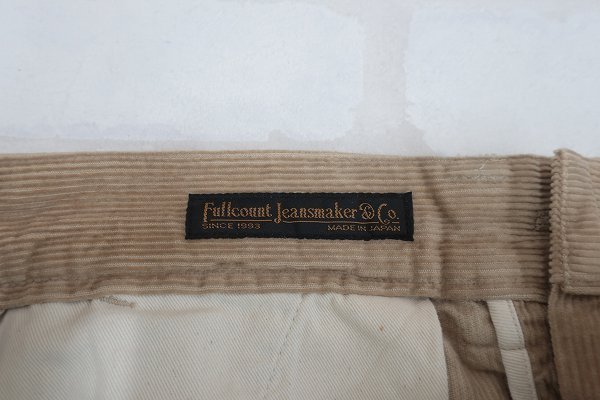 Fullcount Jeansmaker & Co.
SINCE 1993 MADE IN JAPAN